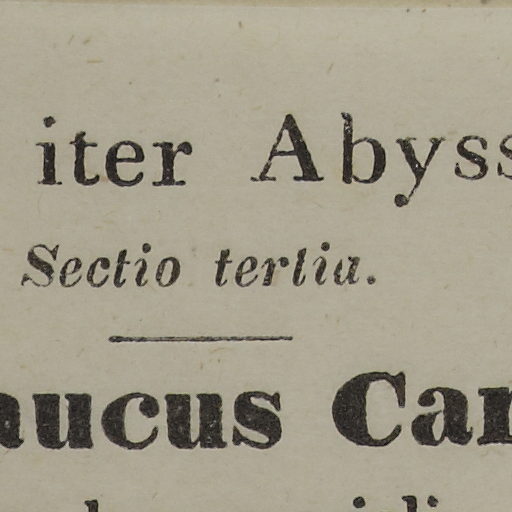 iter Abyss
Sectio tertia.
aucus Car